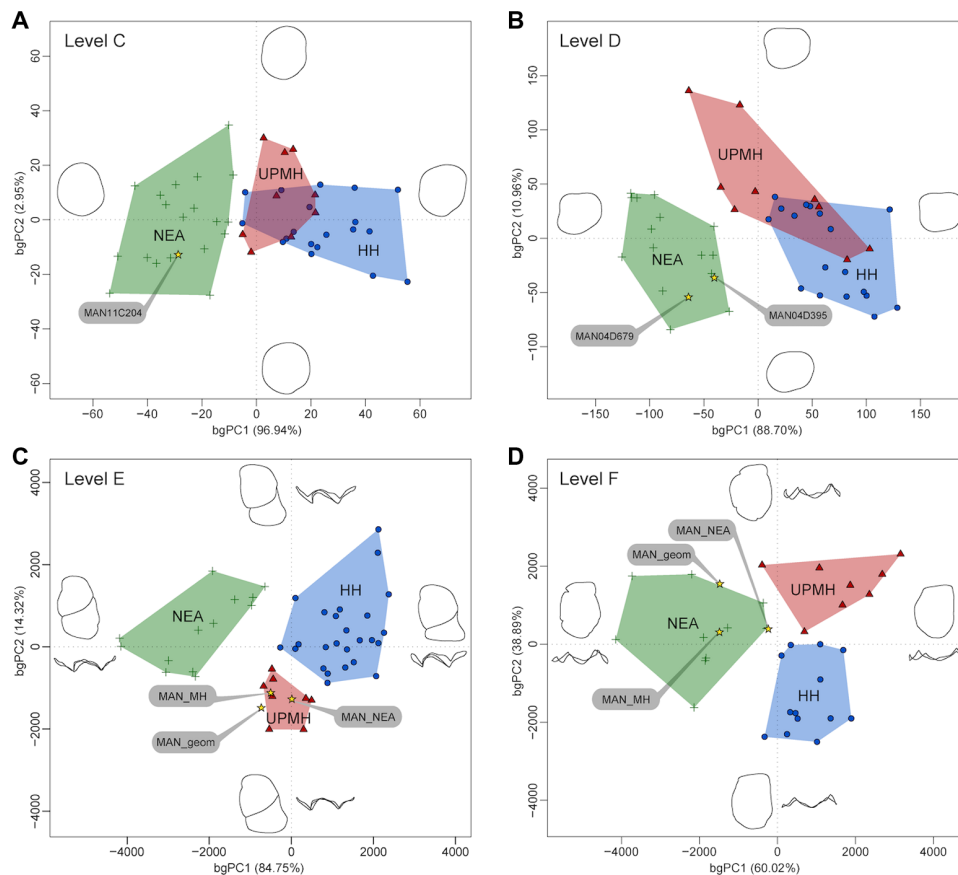 A
Level C
NEA
UPMH
HH
MAN11C204
60
40
20
0
−20
−40
−60
bgPC2 (2.95%)
−60 −40 −20 0 20 40 60
bgPC1 (96.94%)
B
Level D
UPMH
NEA
HH
MAN04D395
MAN04D679
150
100
50
0
−50
−100
bgPC2 (10.96%)
−150 −100 −50 0 50 100 150
bgPC1 (88.70%)
C
Level E
HH
NEA
MAN_MH
MAN_NEA
UPMH
MAN_geom
4000
2000
0
−2000
−4000
bgPC2 (14.32%)
−4000 −2000 0 2000 4000
bgPC1 (84.75%)
D
Level F
MAN_NEA
MAN_geom
UPMH
NEA
MAN_MH
HH
4000
2000
0
−2000
−4000
bgPC2 (38.89%)
−4000 −2000 0 2000 4000
bgPC1 (60.02%)